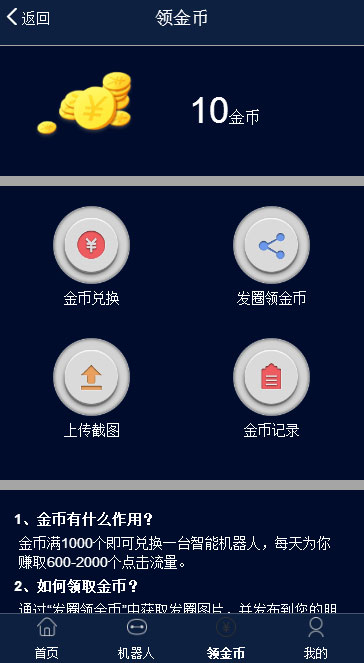 返回 领金币
10金币
金币兑换 发圈领金币
上传截图 金币记录
1、金币有什么作用？
金币满1000个即可兑换一台智能机器人，每天为你
赚取600-2000个点击流量。
2、如何领取金币？
通过“发圈领金币”中获取发圈图片，并发布到您的朋
首页 机器人 领金币 我的